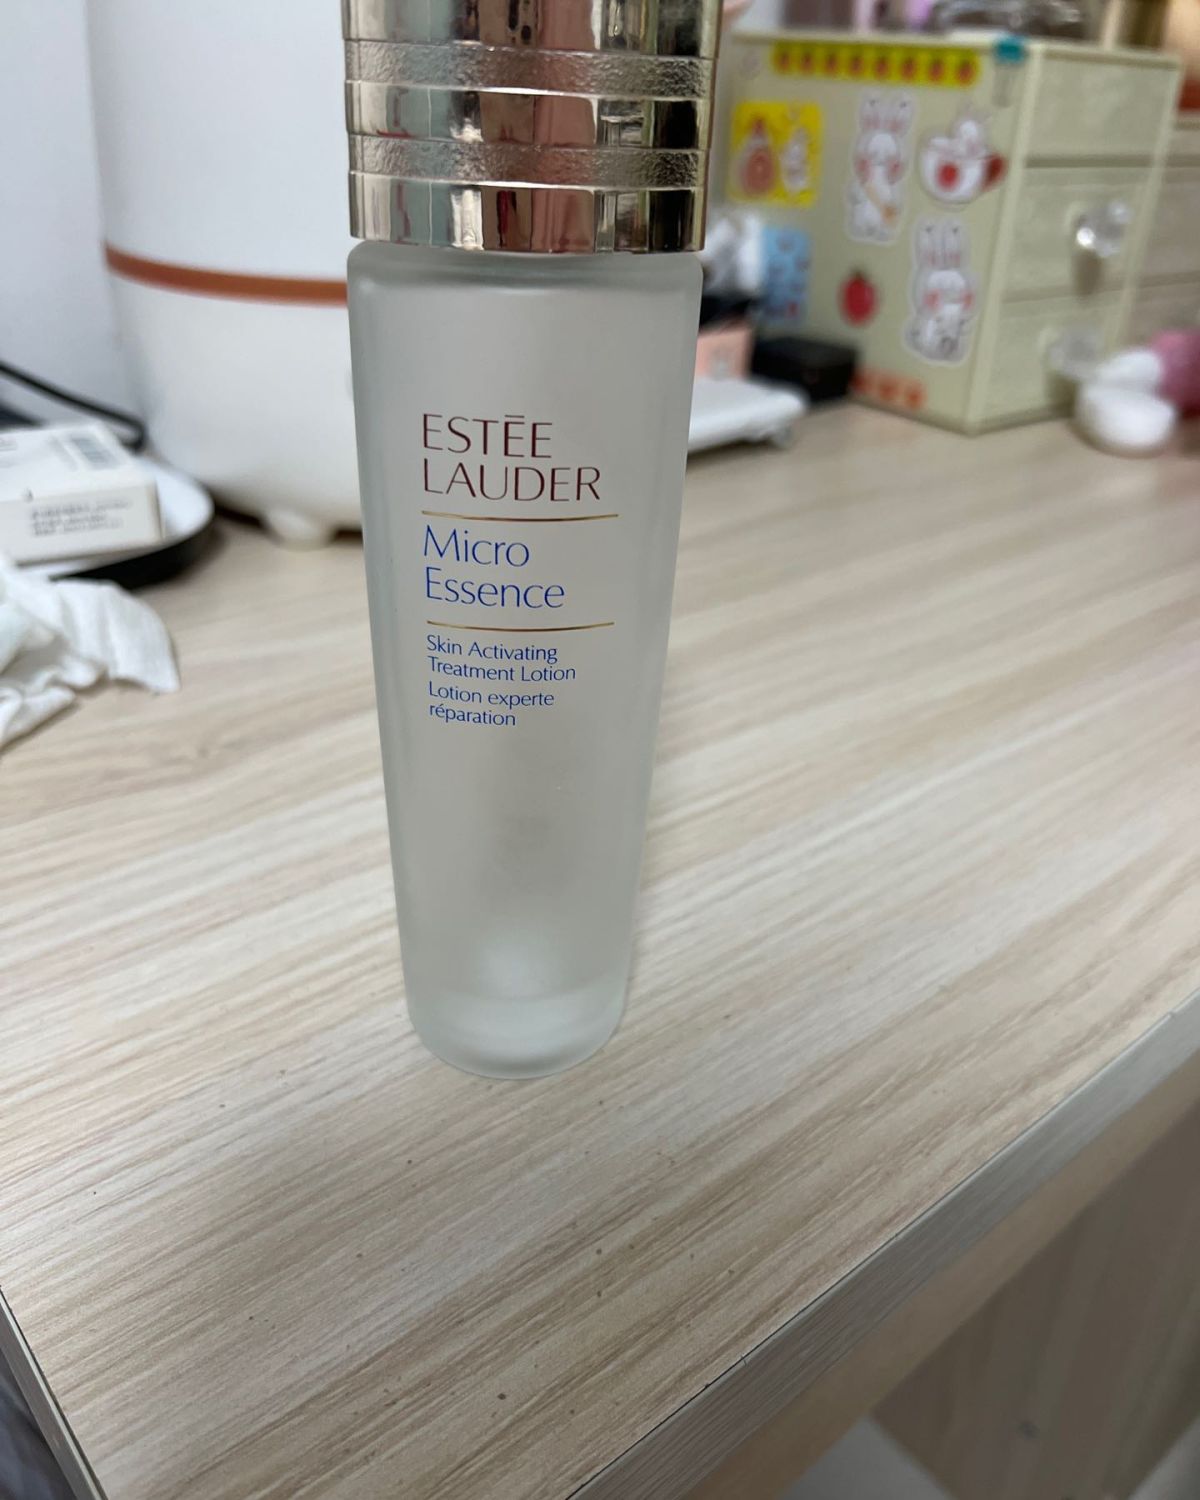 ESTĒE
LAUDER
Micro
Essence
Skin Activating
Treatment Lotion
Lotion experte
réparation